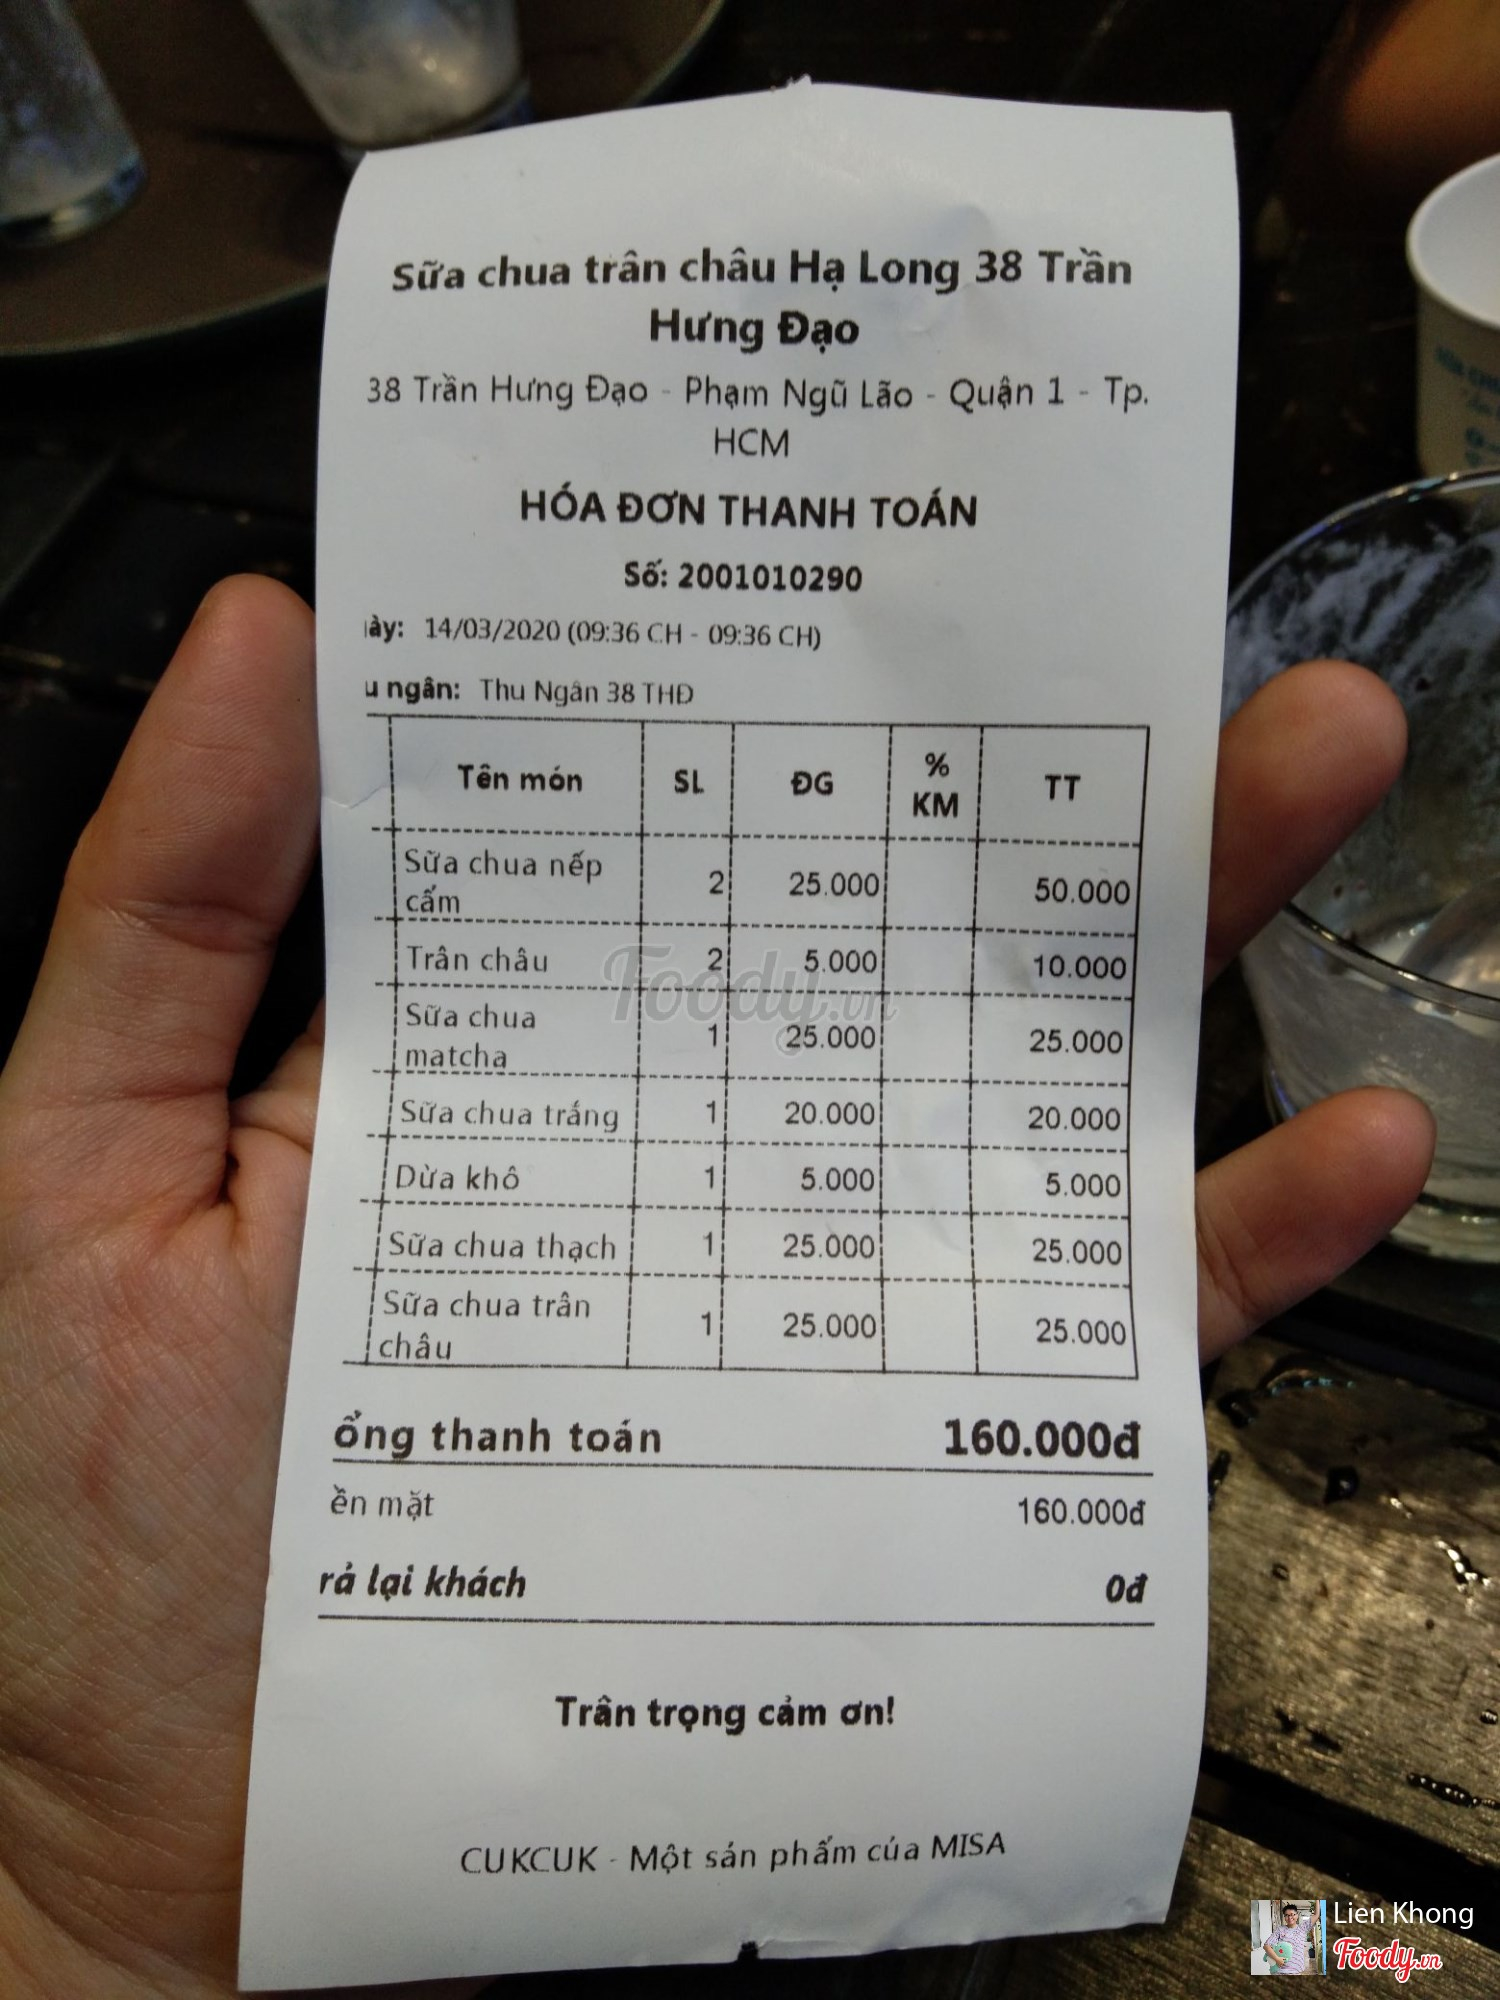 Sữa chua trân châu Hạ Long 38 Trần
Hưng Đạo
38 Trần Hưng Đạo - Phạm Ngũ Lão - Quận 1 - Tp.
HCM
HÓA ĐƠN THANH TOÁN
Số: 2001010290
ày: 14/03/2020 (09:36 CH - 09:36 CH)
u ngân: Thu Ngân 38 THĐ
Tên món SL ĐG % KM TT
Sữa chua nếp cẩm 2 25.000 50.000
Trân châu 2 5.000 10.000
Sữa chua matcha 1 25.000 25.000
Sữa chua trắng 1 20.000 20.000
Dừa khô 1 5.000 5.000
Sữa chua thạch 1 25.000 25.000
Sữa chua trân châu 1 25.000 25.000
ổng thanh toán 160.000đ
ền mặt 160.000đ
rả lại khách 0đ
Trân trọng cảm ơn!
CUKCUK - Một sản phẩm của MISA
Foody.vn
Lien Khong
Foody.vn